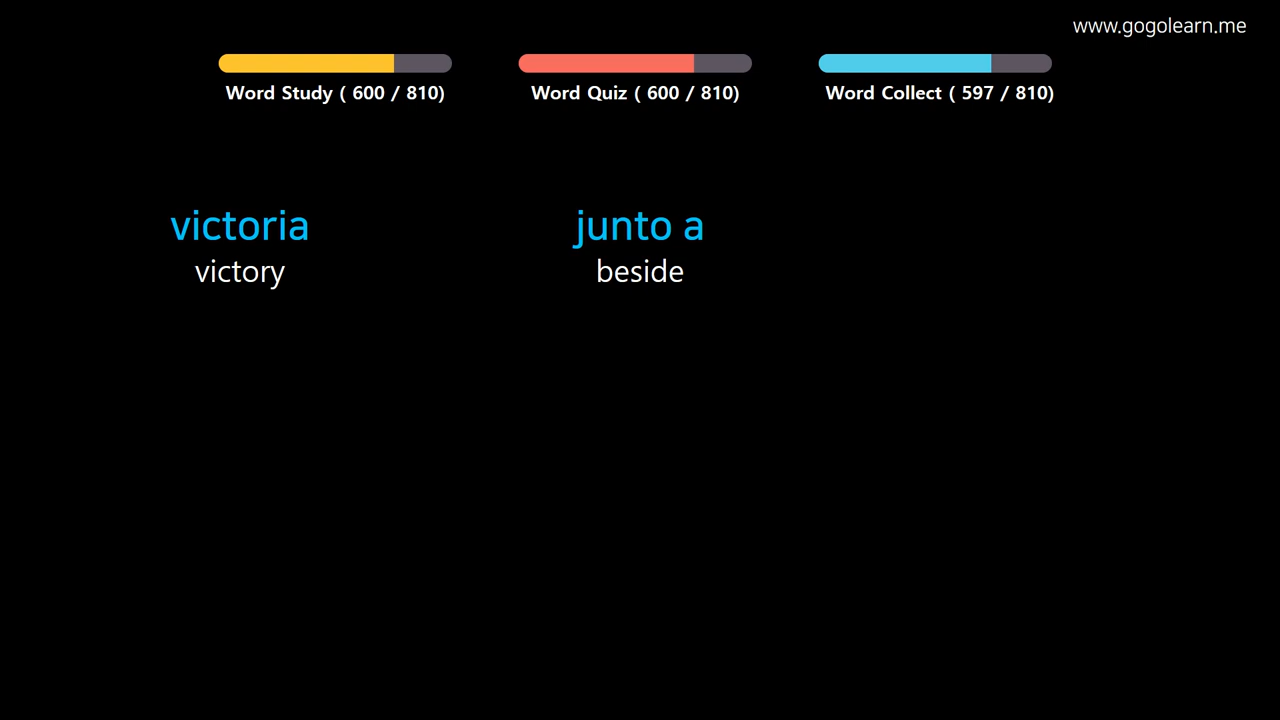 www.gogolearn.me
Word Study ( 600 / 810)
Word Quiz ( 600 / 810)
Word Collect ( 597 / 810)
victoria
victory
junto a
beside